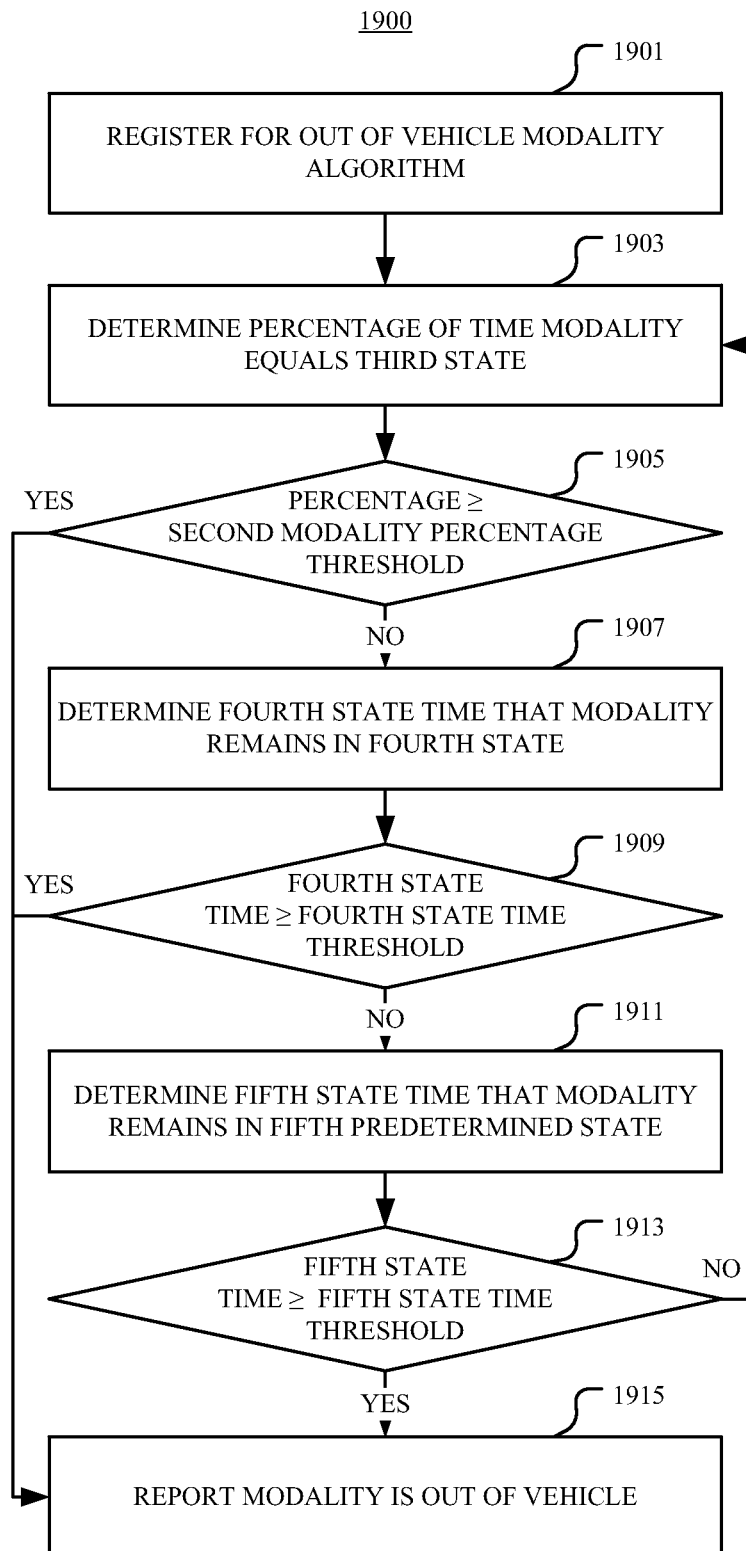 1900
1901
REGISTER FOR OUT OF VEHICLE MODALITY
ALGORITHM
1903
DETERMINE PERCENTAGE OF TIME MODALITY
EQUALS THIRD STATE
1905
YES
PERCENTAGE ≥
SECOND MODALITY PERCENTAGE
THRESHOLD
NO
1907
DETERMINE FOURTH STATE TIME THAT MODALITY
REMAINS IN FOURTH STATE
1909
YES
FOURTH STATE
TIME ≥ FOURTH STATE TIME
THRESHOLD
NO
1911
DETERMINE FIFTH STATE TIME THAT MODALITY
REMAINS IN FIFTH PREDETERMINED STATE
1913
NO
FIFTH STATE
TIME ≥ FIFTH STATE TIME
THRESHOLD
YES
1915
REPORT MODALITY IS OUT OF VEHICLE